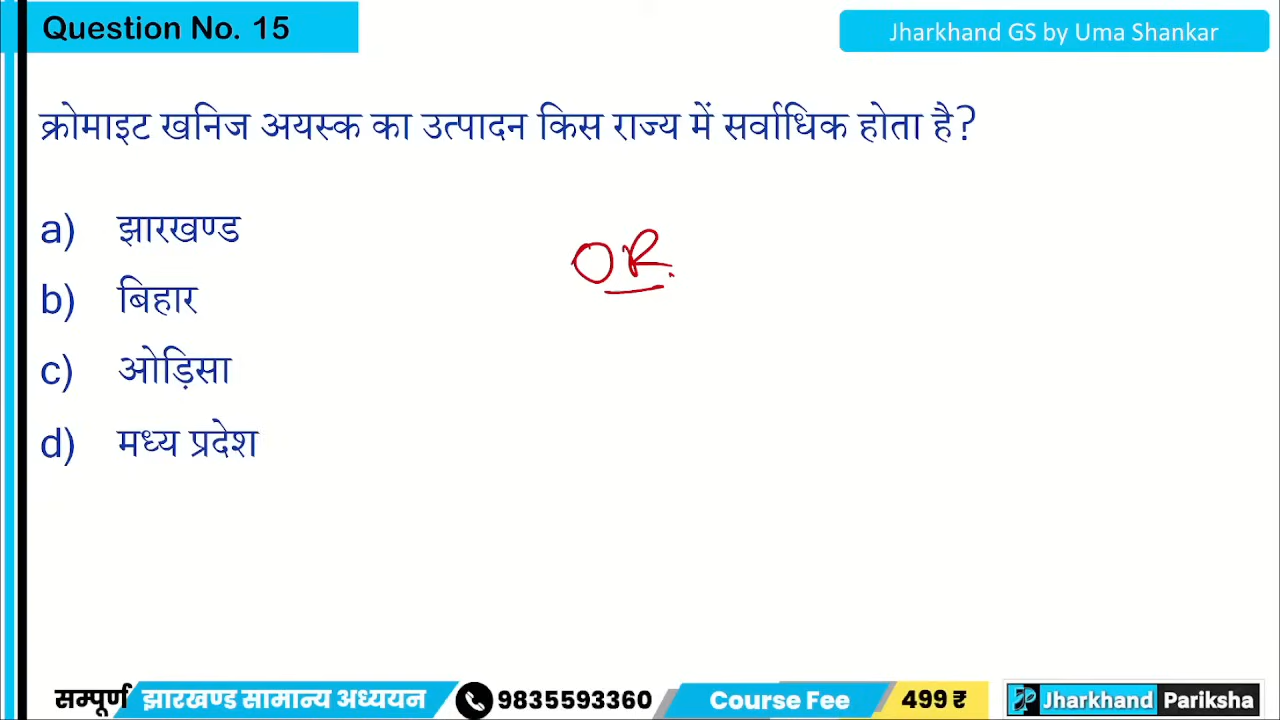 Question No. 15
Jharkhand GS by Uma Shankar
क्रोमाइट खनिज अयस्क का उत्पादन किस राज्य में सर्वाधिक होता है?
a) झारखण्ड
OR.
b) बिहार
c) ओड़िसा
d) मध्य प्रदेश
सम्पूर्ण झारखण्ड सामान्य अध्ययन 9835593360 Course Fee 499 ₹ JP Jharkhand Pariksha